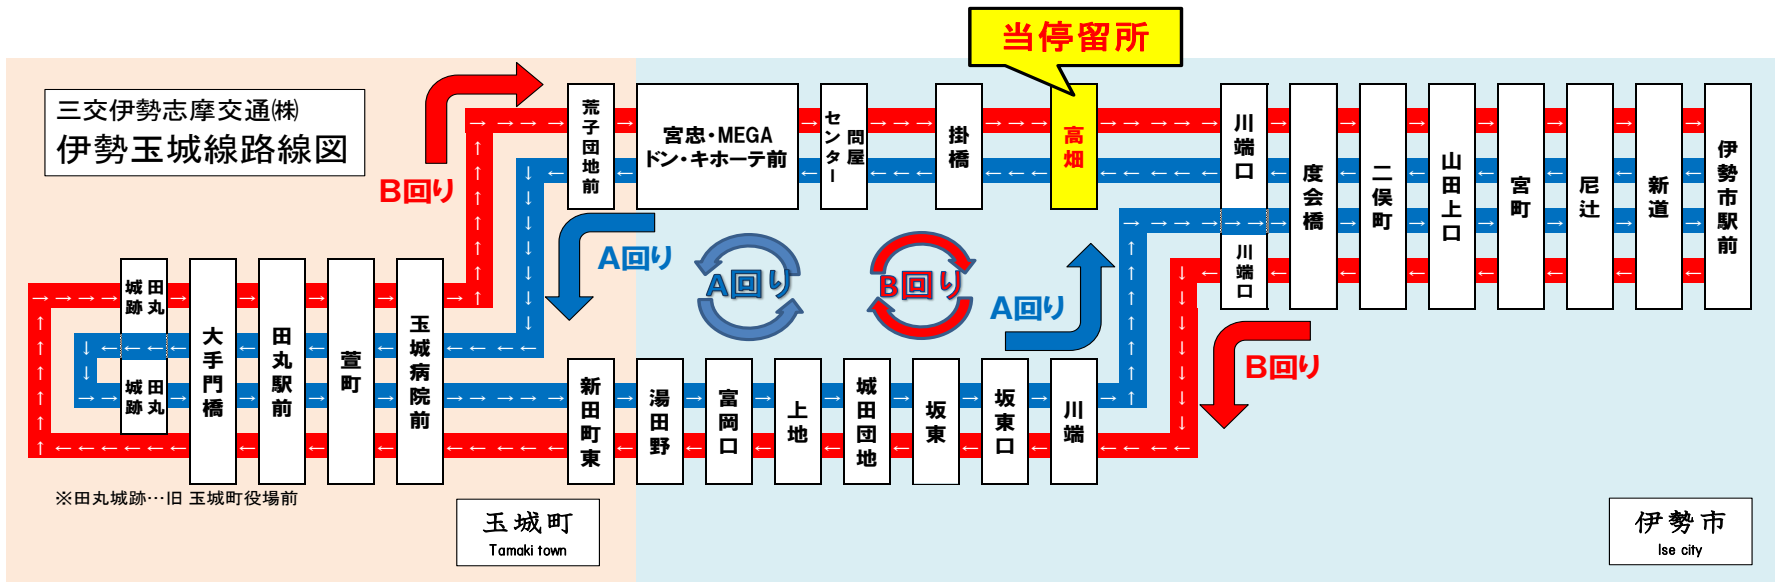 当停留所
三交伊勢志摩交通㈱
伊勢玉城線路線図
B回り
荒子団地前
宮忠・MEGA
ドン・キホーテ前
問屋
センター
掛橋
高畑
川端口
度会橋
二俣町
山田上口
宮町
尼辻
新道
伊勢市駅前
A回り
A回り
B回り
A回り
川端口
B回り
田丸
城跡
田丸
城跡
大手門橋
田丸駅前
萱町
玉城病院前
新田町東
湯田野
富岡口
上地
城田団地
坂東
坂東口
川端
※田丸城跡…旧 玉城町役場前
玉城町
Tamaki town
伊勢市
Ise city